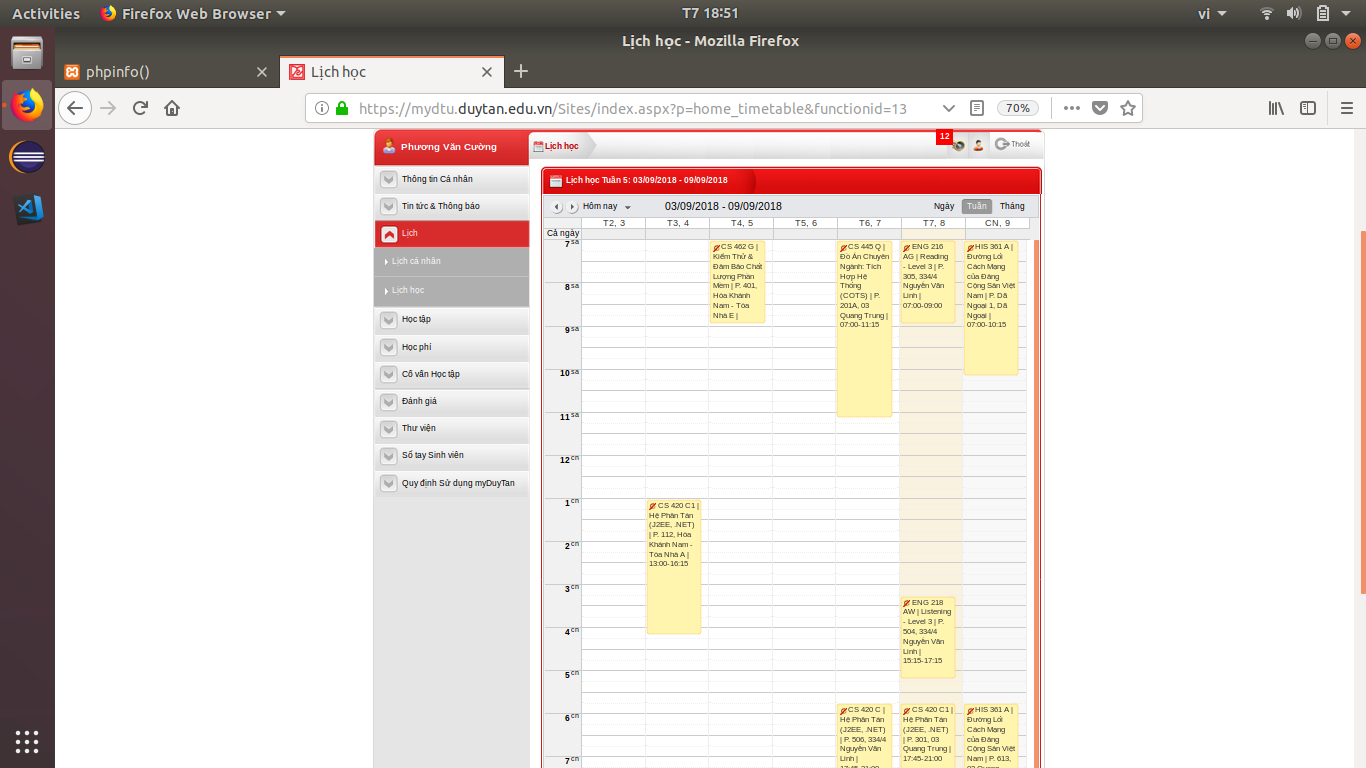 Activities
Firefox Web Browser
T7 18:51
vi
Lịch học - Mozilla Firefox
phpinfo()
Lịch học
https://mydtu.duytan.edu.vn/Sites/index.aspx?p=home_timetable&functionid=13
70%
Phương Văn Cường
Thông tin Cá nhân
Tin tức & Thông báo
Lịch
Lịch cá nhân
Lịch học
Học tập
Học phí
Cố vấn Học tập
Đánh giá
Thư viện
Sổ tay Sinh viên
Quy định Sử dụng myDuyTan
Lịch học
12
Thoát
Lịch học Tuần 5: 03/09/2018 - 09/09/2018
Hôm nay
03/09/2018 - 09/09/2018
Ngày
Tuần
Tháng
T2, 3
T3, 4
T4, 5
T5, 6
T6, 7
T7, 8
CN, 9
Cả ngày
7 sa
8 sa
9 sa
10 sa
11 sa
12 ch
1 ch
2 ch
3 ch
4 ch
5 ch
6 ch
7 ch
CS 462 G |
Kiểm Thử &
Đảm Bảo Chất
Lượng Phần
Mềm | P. 401,
Hòa Khánh
Nam - Tòa
Nhà E |
CS 445 Q |
Đồ Án Chuyên
Ngành: Tích
Hợp Hệ
Thống
(COTS) | P.
201A, 03
Quang Trung |
07:00-11:15
ENG 216
AG | Reading
- Level 3 | P.
305, 334/4
Nguyễn Văn
Linh |
07:00-09:00
HIS 361 A |
Đường Lối
Cách Mạng
của Đảng
Cộng Sản Việt
Nam | P. Dã
Ngoại 1, Dã
Ngoại |
07:00-10:15
CS 420 C1 |
Hệ Phân Tán
(J2EE, .NET)
| P. 112, Hòa
Khánh Nam -
Tòa Nhà A |
13:00-16:15
ENG 218
AW | Listening
- Level 3 | P.
504, 334/4
Nguyễn Văn
Linh |
15:15-17:15
CS 420 C |
Hệ Phân Tán
(J2EE, .NET)
| P. 506, 334/4
Nguyễn Văn
Linh |
17:45-21:00
CS 420 C1 |
Hệ Phân Tán
(J2EE, .NET)
| P. 301, 03
Quang Trung |
17:45-21:00
HIS 361 A |
Đường Lối
Cách Mạng
của Đảng
Cộng Sản Việt
Nam | P. 613,
03 Quang